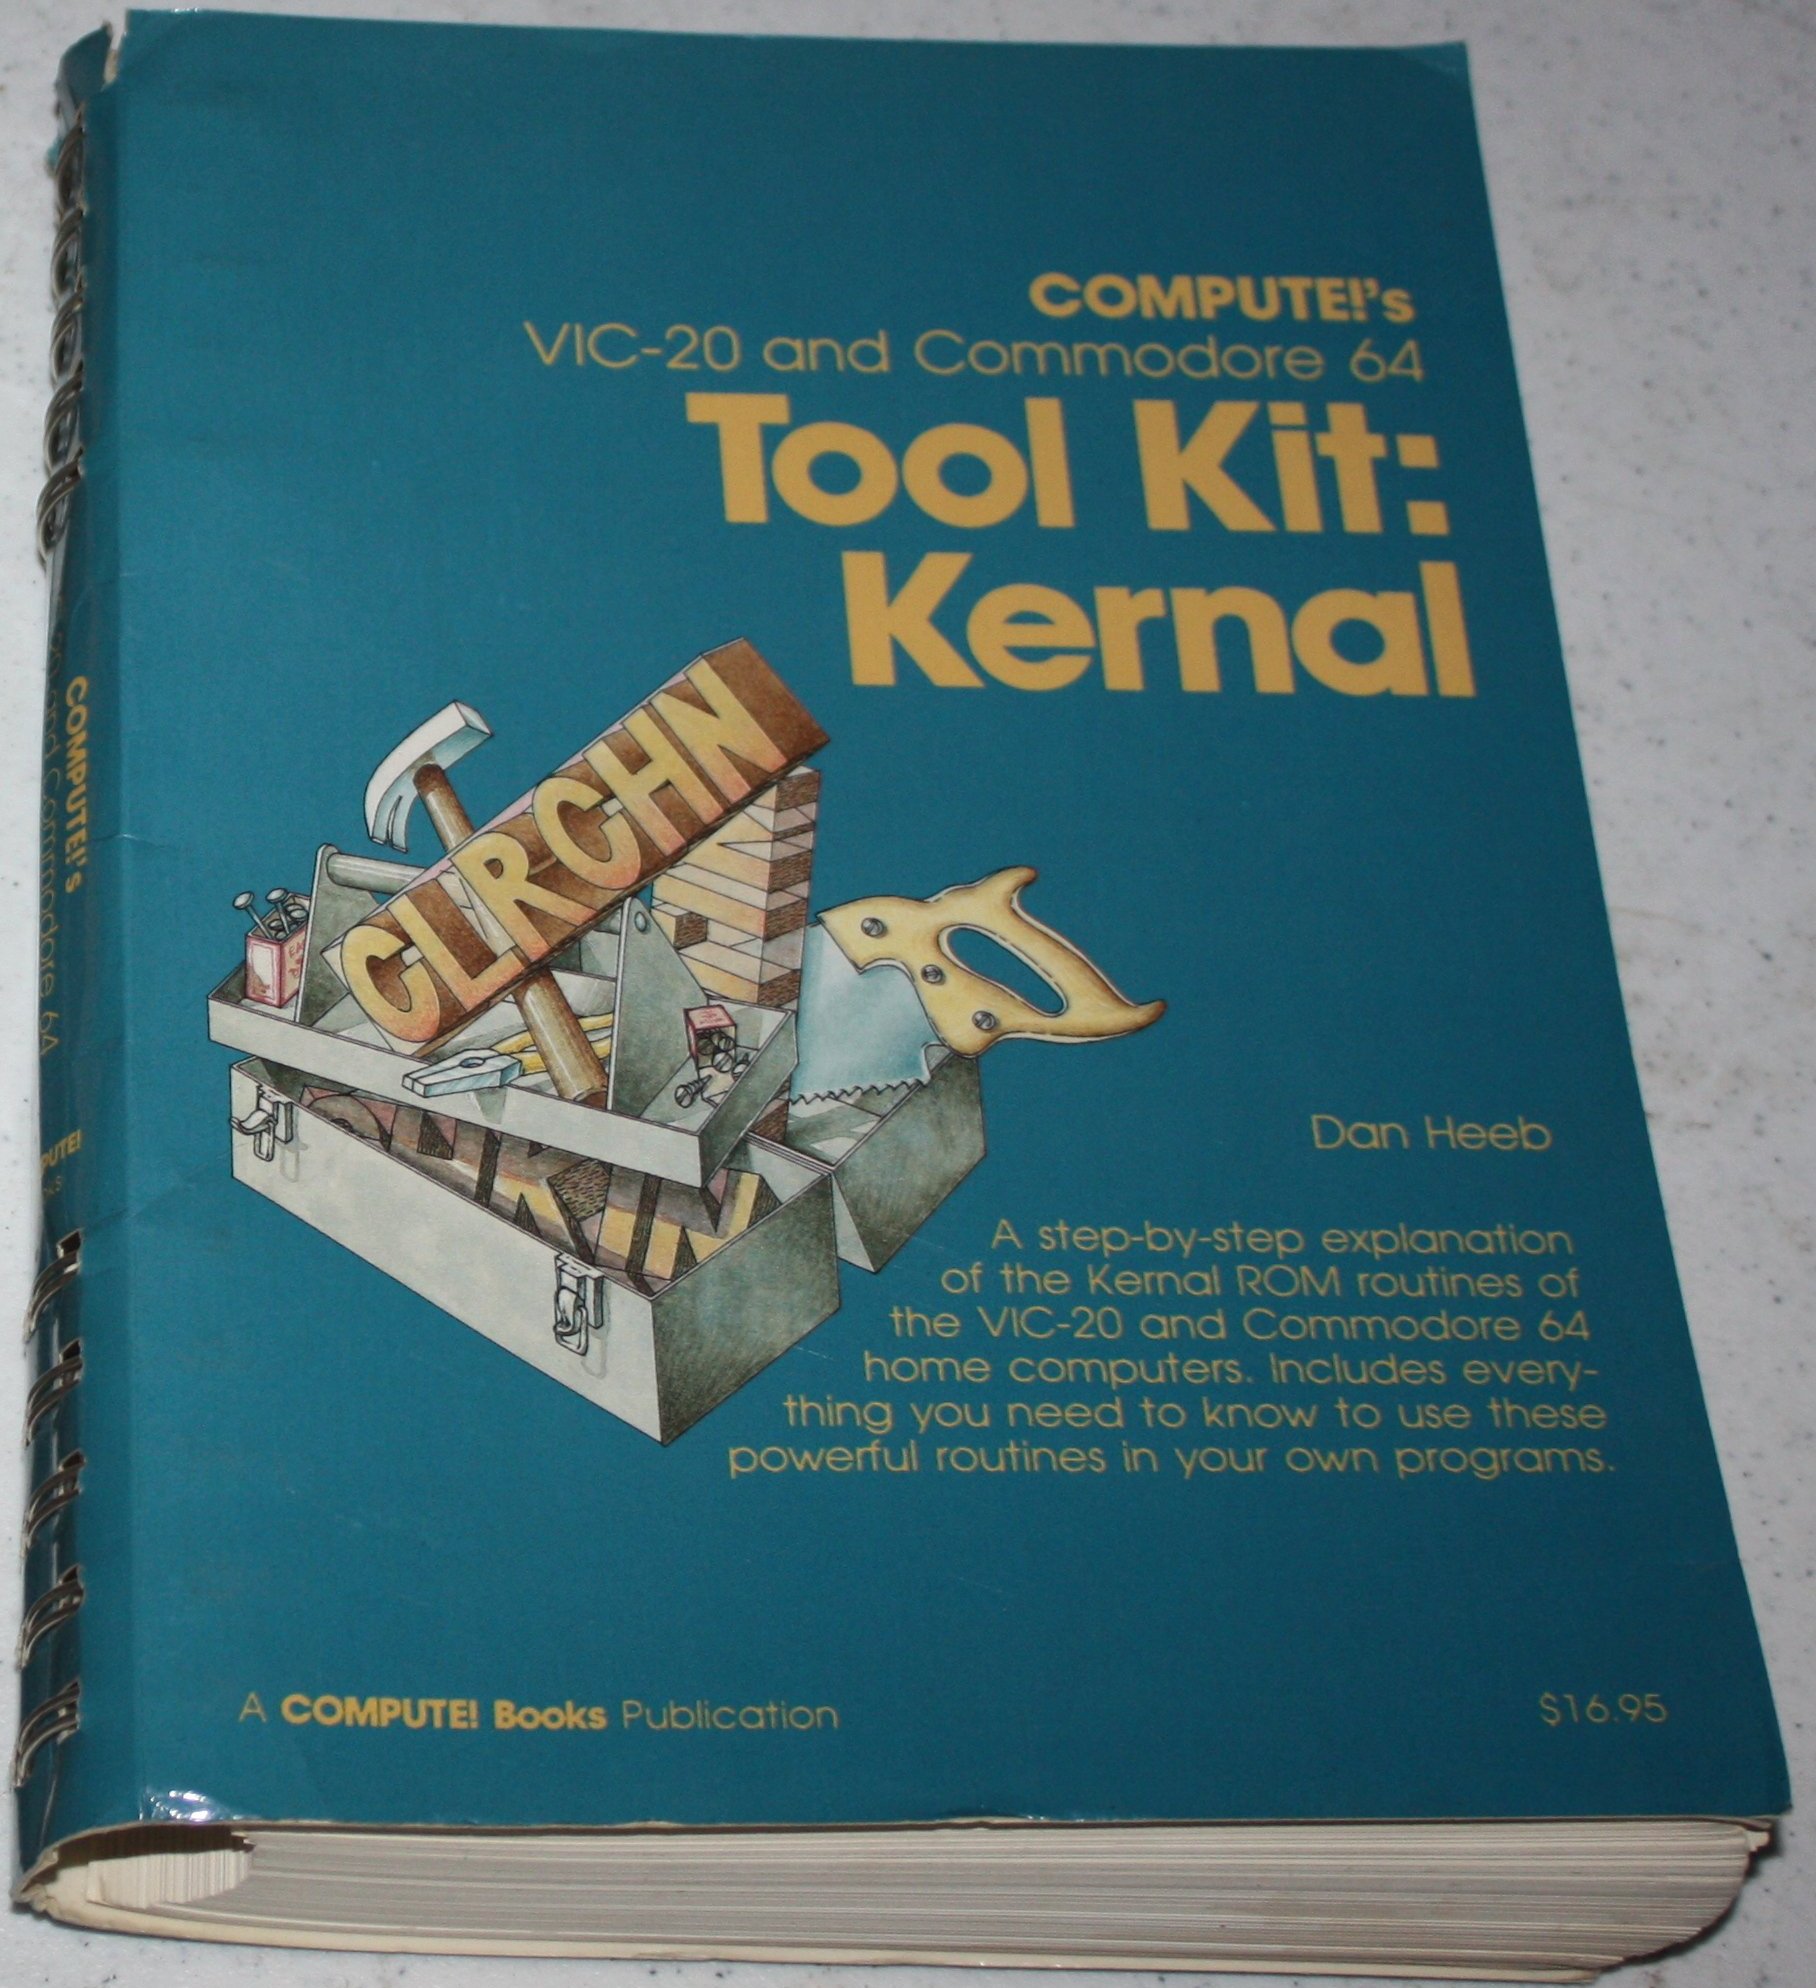 COMPUTE!'s
VIC-20 and Commodore 64
Tool Kit:
Kernal
CLRCHN
Dan Heeb
A step-by-step explanation
of the Kernal ROM routines of
the VIC-20 and Commodore 64
home computers. Includes every-
thing you need to know to use these
powerful routines in your own programs.
A COMPUTE! Books Publication
$16.95
COMPUTE!'s
and Commodore 64